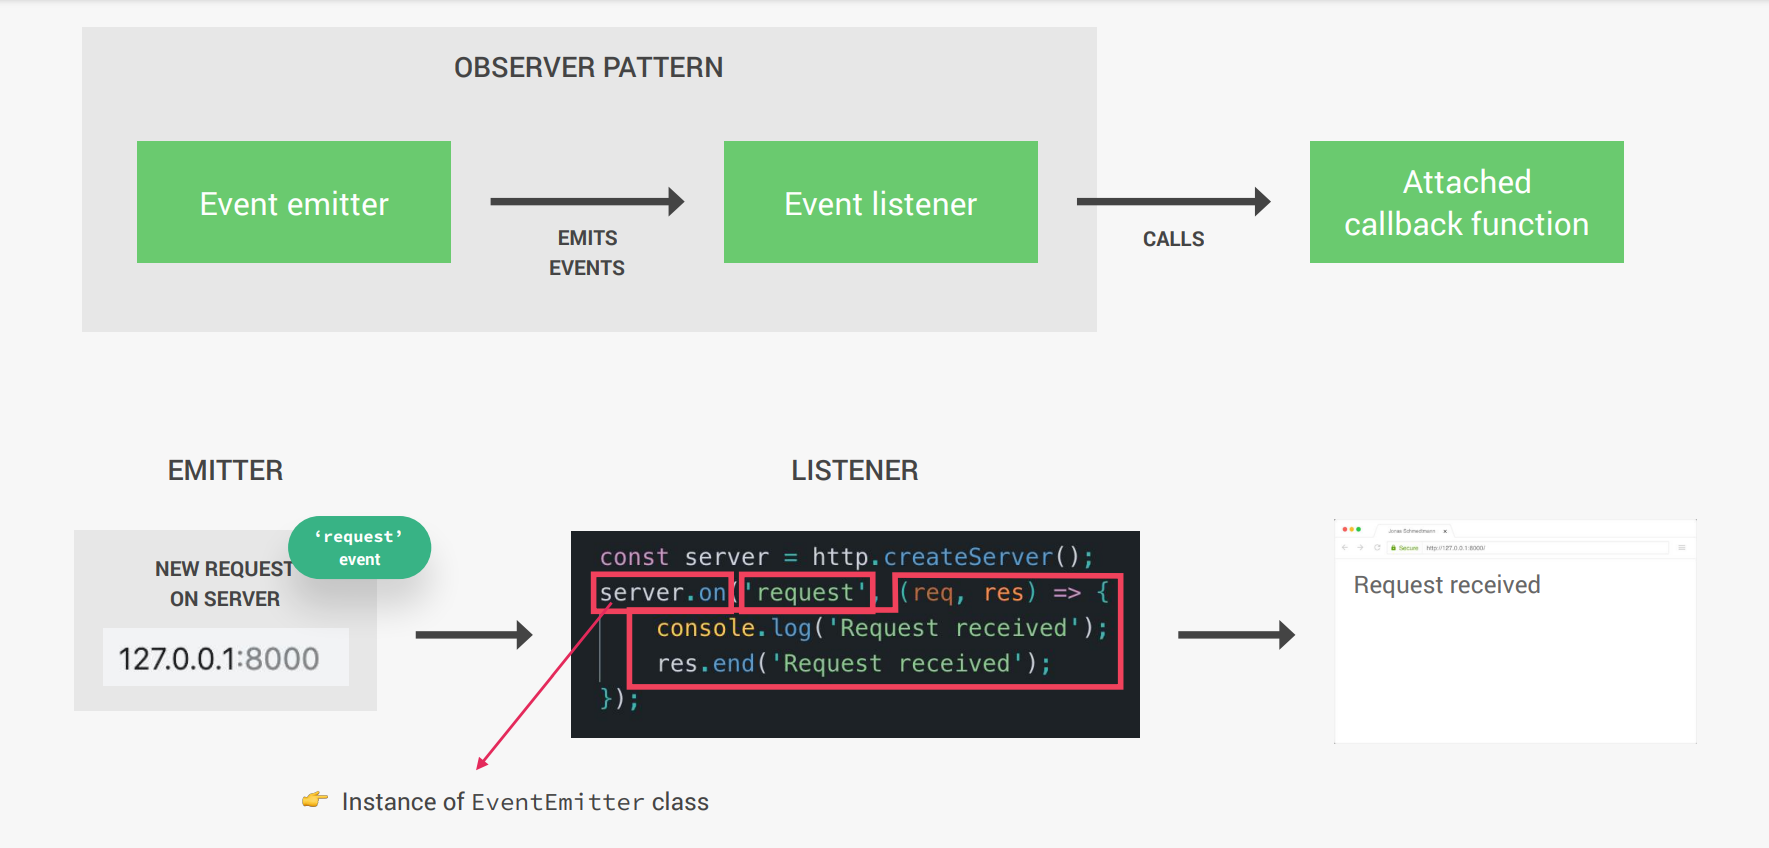 OBSERVER PATTERN
Event emitter
EMITS
EVENTS
Event listener
CALLS
Attached
callback function
EMITTER
‘request’
event
NEW REQUEST
ON SERVER
127.0.0.1:8000
LISTENER
const server = http.createServer();
server.on('request', (req, res) => {
console.log('Request received');
res.end('Request received');
});
👉 Instance of EventEmitter class
Jonas Schmedtmann
Secure http://127.0.0.1:8000/
Request received